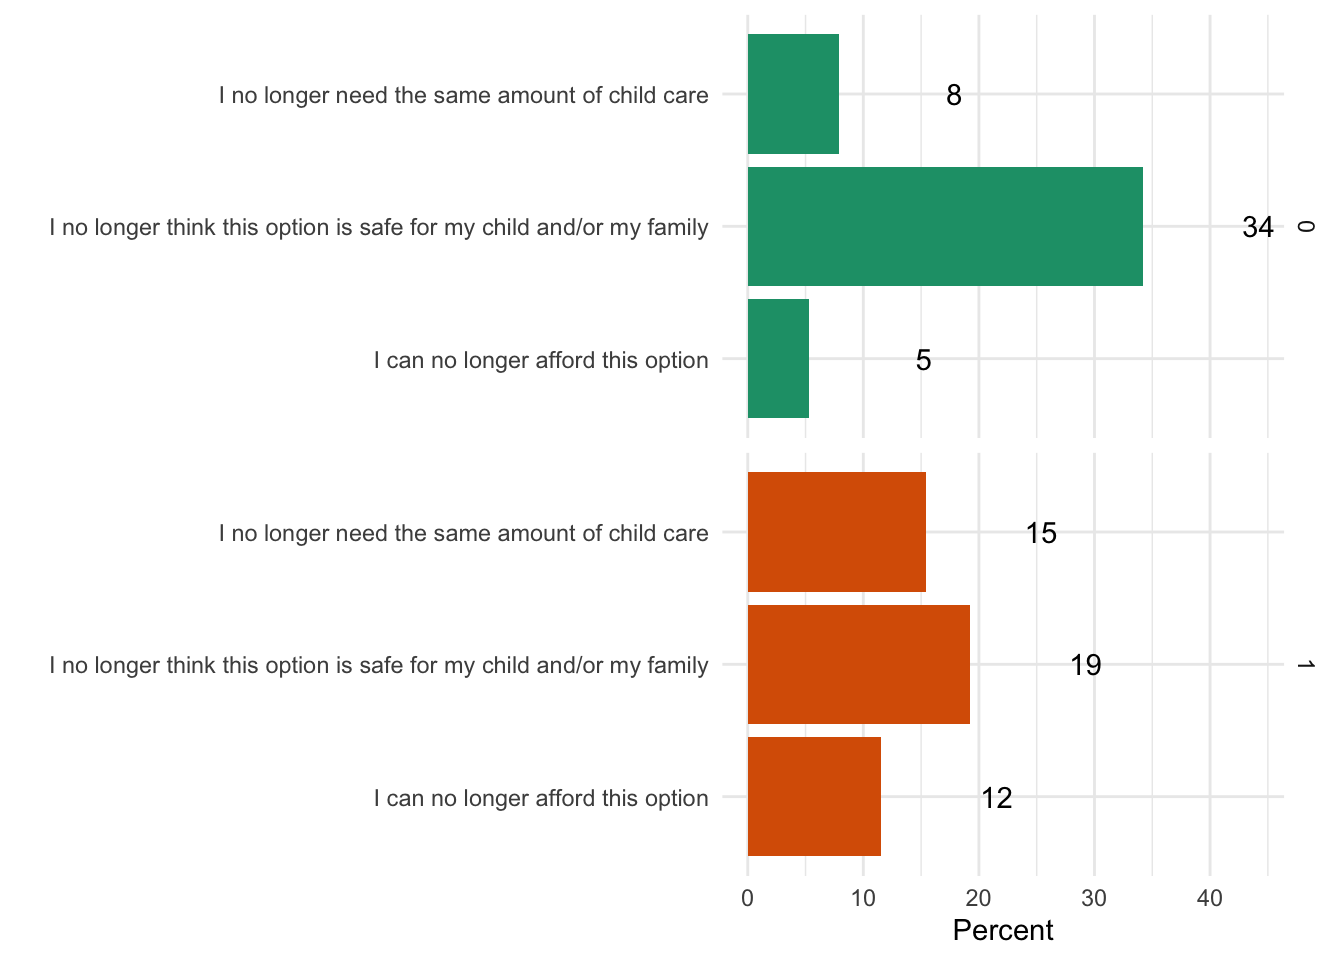 I no longer need the same amount of child care
8
I no longer think this option is safe for my child and/or my family
34
0
I can no longer afford this option
5
I no longer need the same amount of child care
15
I no longer think this option is safe for my child and/or my family
19
1
I can no longer afford this option
12
0 10 20 30 40
Percent